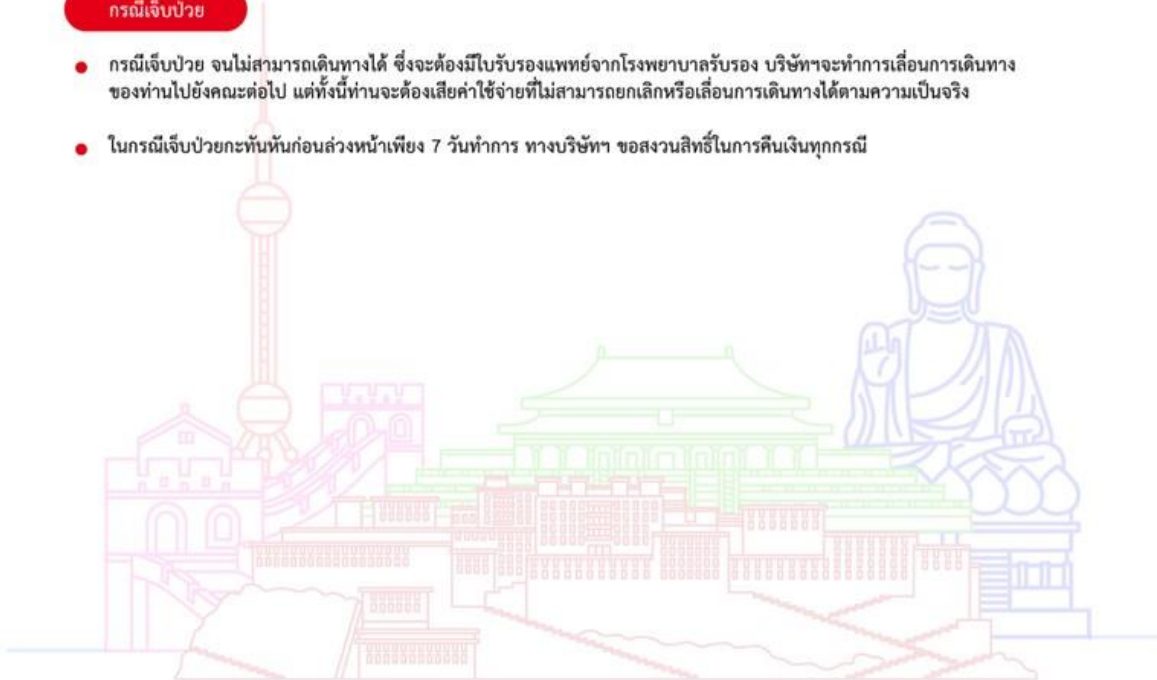 กรณีเจ็บป่วย
กรณีเจ็บป่วย จนไม่สามารถเดินทางได้ ซึ่งจะต้องมีใบรับรองแพทย์จากโรงพยาบาลรับรอง บริษัทฯจะทำการเลื่อนการเดินทาง
ของท่านไปยังคณะต่อไป แต่ทั้งนี้ท่านจะต้องเสียค่าใช้จ่ายที่ไม่สามารถยกเลิกหรือเลื่อนการเดินทางได้ตามความเป็นจริง
ในกรณีเจ็บป่วยกะทันหันก่อนล่วงหน้าเพียง 7 วันทำการ ทางบริษัทฯ ขอสงวนสิทธิ์ในการคืนเงินทุกกรณี